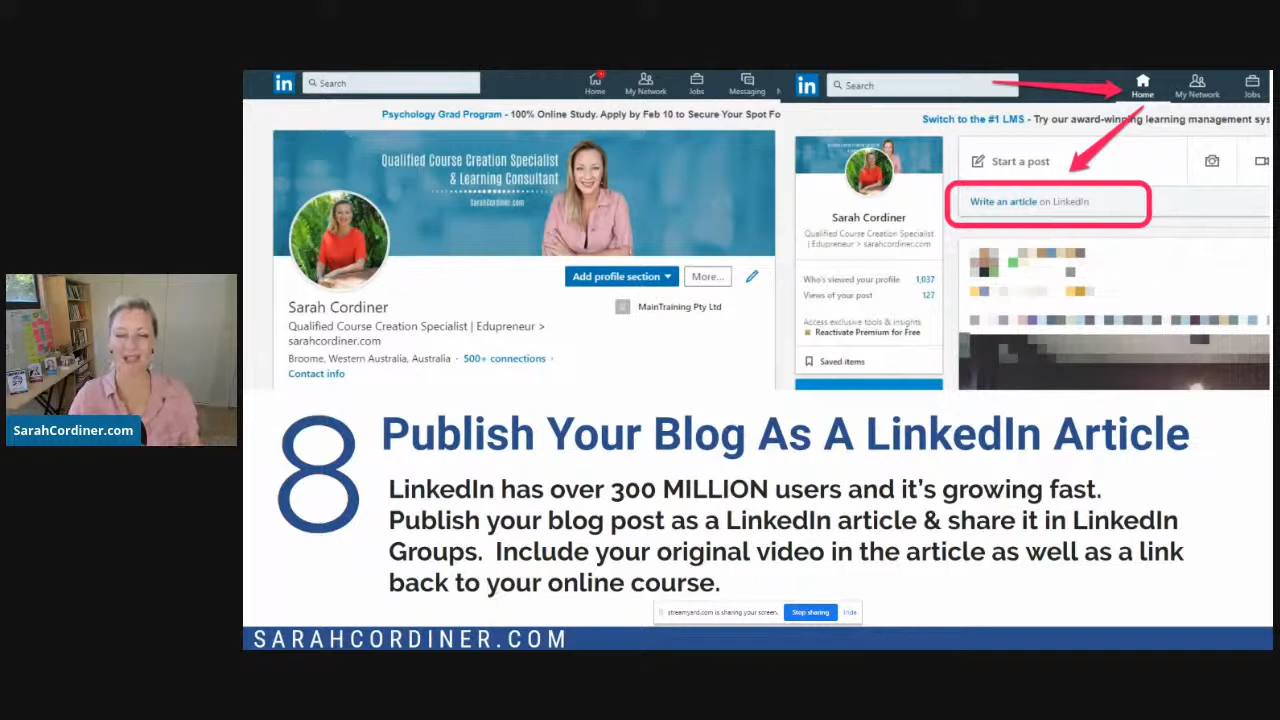 in Search Home My Network Jobs Messaging
Psychology Grad Program - 100% Online Study. Apply by Feb 10 to Secure Your Spot Fo
Qualified Course Creation Specialist
& Learning Consultant
SarahCordiner.com
Add profile section More...
Sarah Cordiner
MainTraining Pty Ltd
Qualified Course Creation Specialist | Edupreneur >
sarahcordiner.com
Broome, Western Australia, Australia · 500+ connections ·
Contact info
in Search Home My Network Jobs
Switch to the #1 LMS - Try our award-winning learning management sys
Start a post
Write an article on LinkedIn
Sarah Cordiner
Qualified Course Creation Specialist
| Edupreneur > sarahcordiner.com
Who's viewed your profile 1,037
Views of your post 127
Access exclusive tools & insights
Reactivate Premium for Free
Saved items
SarahCordiner.com
8 Publish Your Blog As A LinkedIn Article
LinkedIn has over 300 MILLION users and it's growing fast.
Publish your blog post as a LinkedIn article & share it in LinkedIn
Groups. Include your original video in the article as well as a link
back to your online course.
streamyard.com is sharing your screen. Stop sharing Hide
SARAHCORDINER.COM